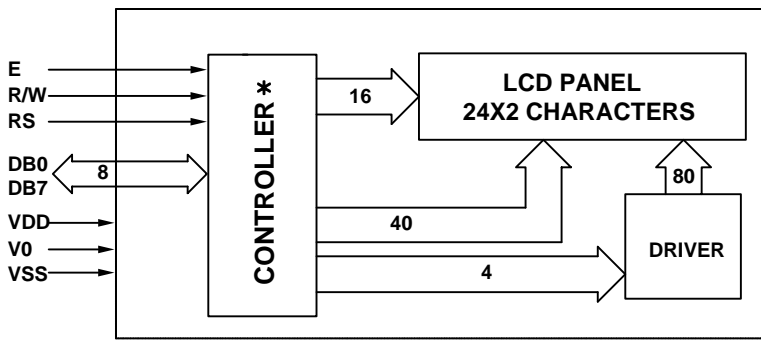 E
R/W
RS
DB0
DB7
8
VDD
V0
VSS
CONTROLLER *
16
LCD PANEL
24X2 CHARACTERS
40
80
4
DRIVER